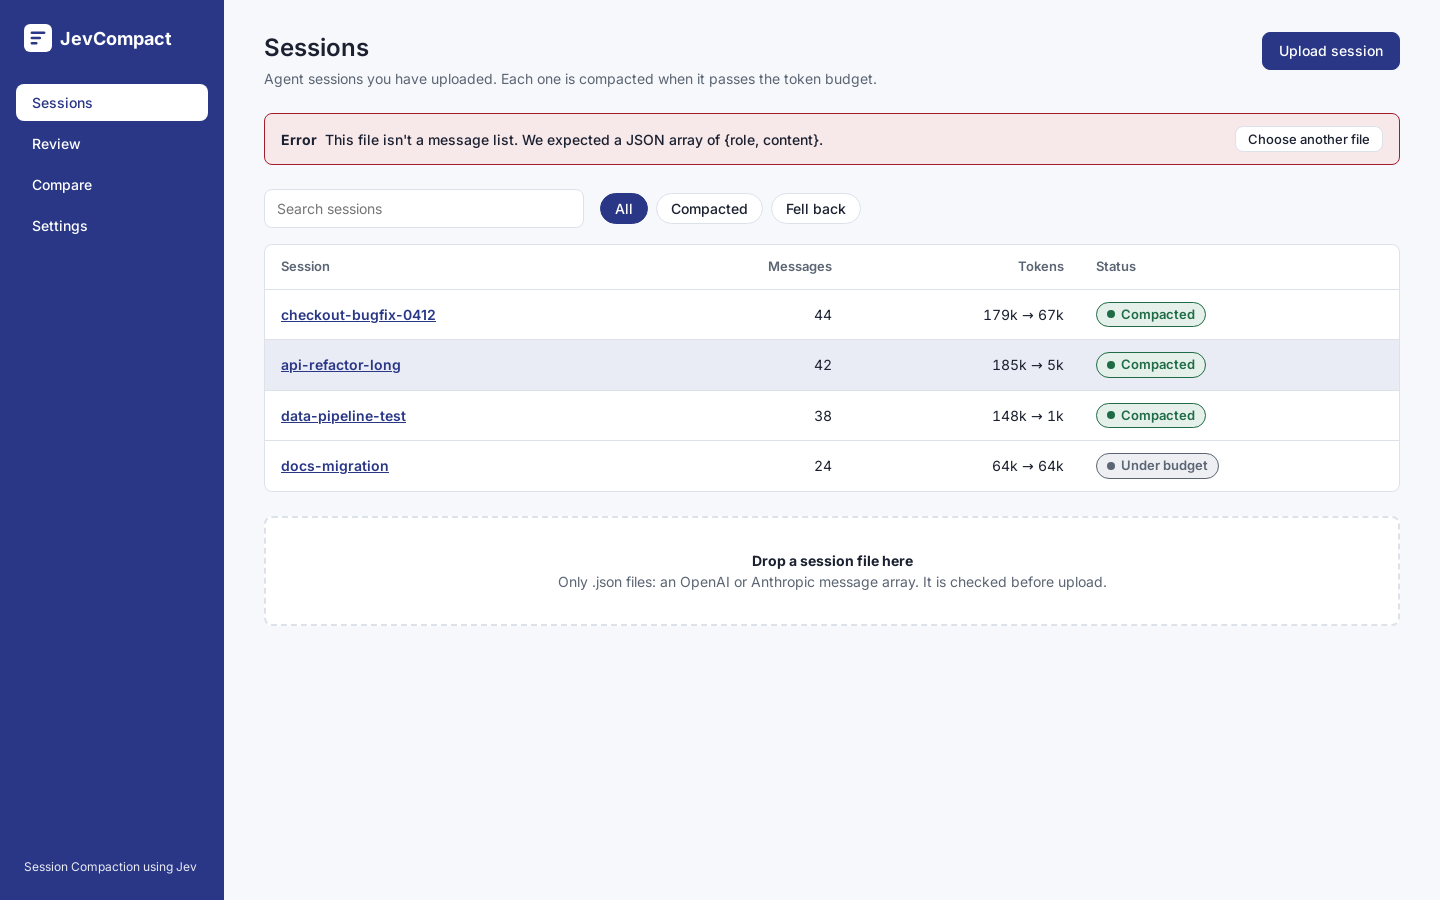 JevCompact
Sessions
Review
Compare
Settings
Session Compaction using Jev
Sessions
Agent sessions you have uploaded. Each one is compacted when it passes the token budget.
Upload session
Error This file isn't a message list. We expected a JSON array of {role, content}.
Choose another file
Search sessions
All
Compacted
Fell back
Session Messages Tokens Status
checkout-bugfix-0412 44 179k → 67k Compacted
api-refactor-long 42 185k → 5k Compacted
data-pipeline-test 38 148k → 1k Compacted
docs-migration 24 64k → 64k Under budget
Drop a session file here
Only .json files: an OpenAI or Anthropic message array. It is checked before upload.